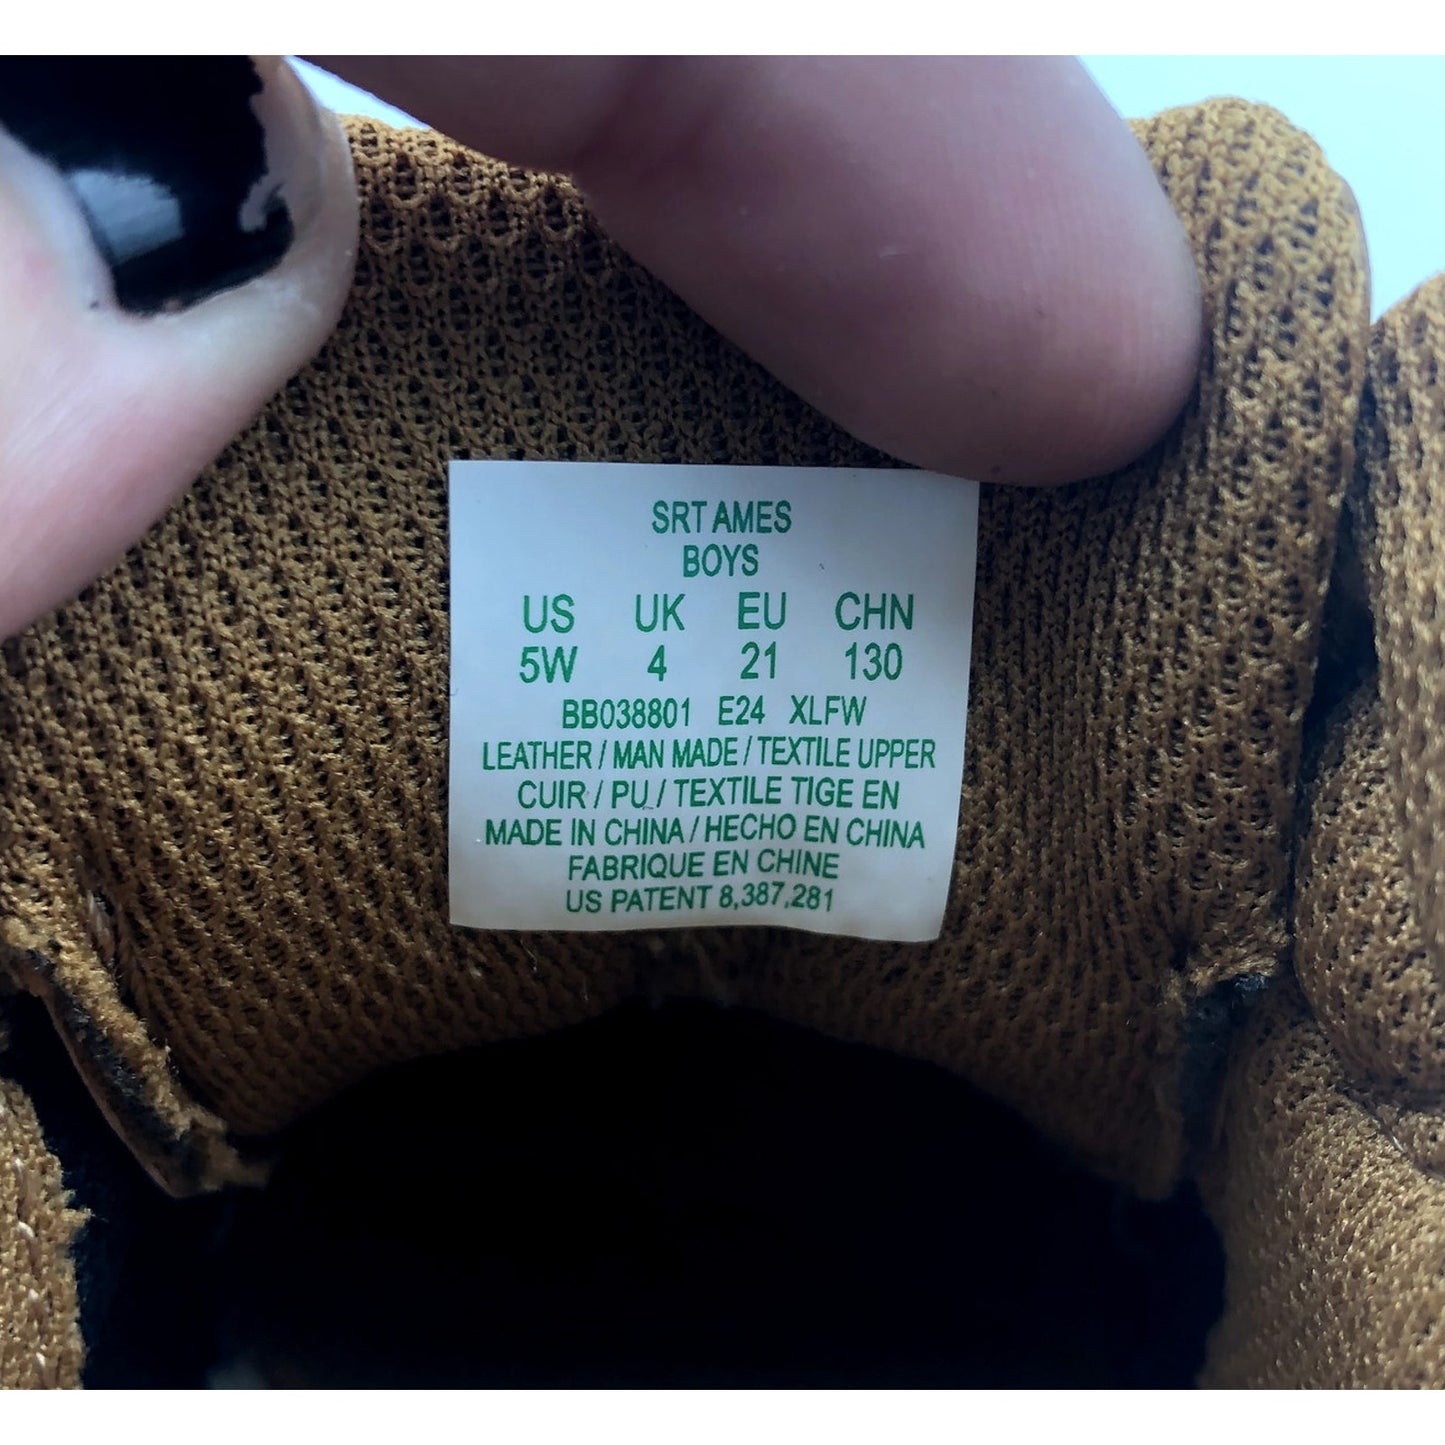 SRT AMES
BOYS
US UK EU CHN
5W 4 21 130
BB038801 E24 XLFW
LEATHER / MAN MADE / TEXTILE UPPER
CUIR / PU / TEXTILE TIGE EN
MADE IN CHINA / HECHO EN CHINA
FABRIQUE EN CHINE
US PATENT 8,387,281